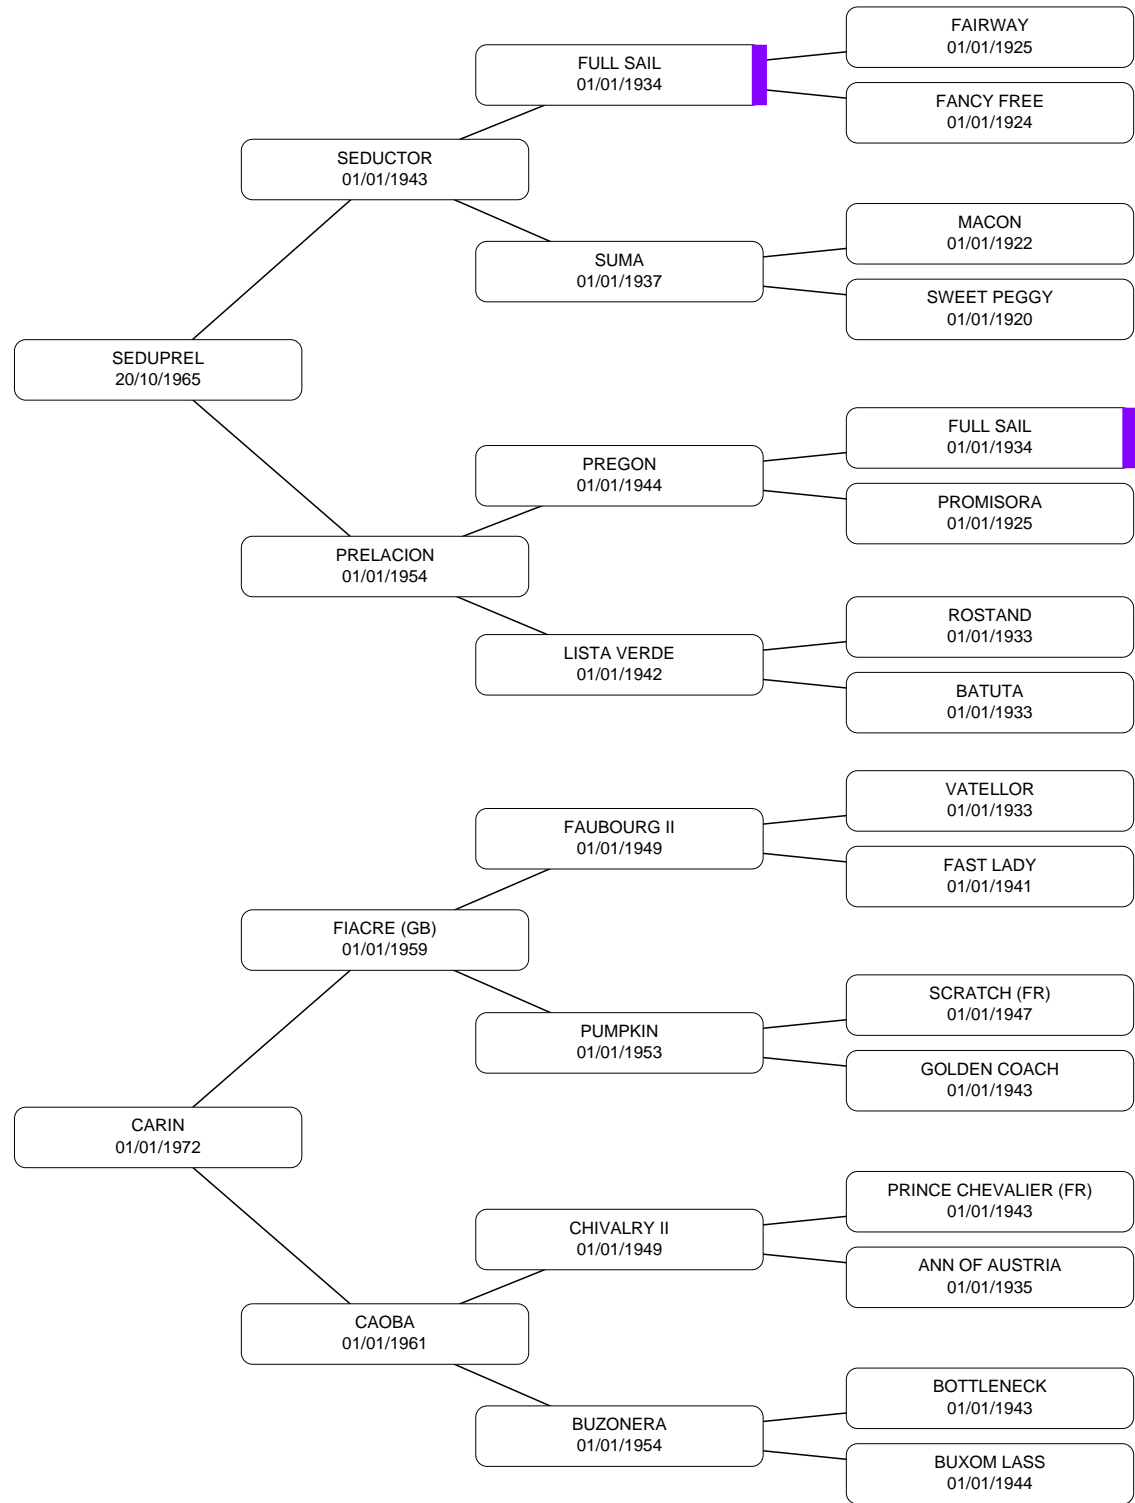 FAIRWAY
01/01/1925
FULL SAIL
01/01/1934
FANCY FREE
01/01/1924
SEDUCTOR
01/01/1943
MACON
01/01/1922
SUMA
01/01/1937
SWEET PEGGY
01/01/1920
SEDUPREL
20/10/1965
FULL SAIL
01/01/1934
PREGON
01/01/1944
PROMISORA
01/01/1925
PRELACION
01/01/1954
ROSTAND
01/01/1933
LISTA VERDE
01/01/1942
BATUTA
01/01/1933
VATELLOR
01/01/1933
FAUBOURG II
01/01/1949
FAST LADY
01/01/1941
FIACRE (GB)
01/01/1959
SCRATCH (FR)
01/01/1947
PUMPKIN
01/01/1953
GOLDEN COACH
01/01/1943
CARIN
01/01/1972
PRINCE CHEVALIER (FR)
01/01/1943
CHIVALRY II
01/01/1949
ANN OF AUSTRIA
01/01/1935
CAOBA
01/01/1961
BOTTLENECK
01/01/1943
BUZONERA
01/01/1954
BUXOM LASS
01/01/1944